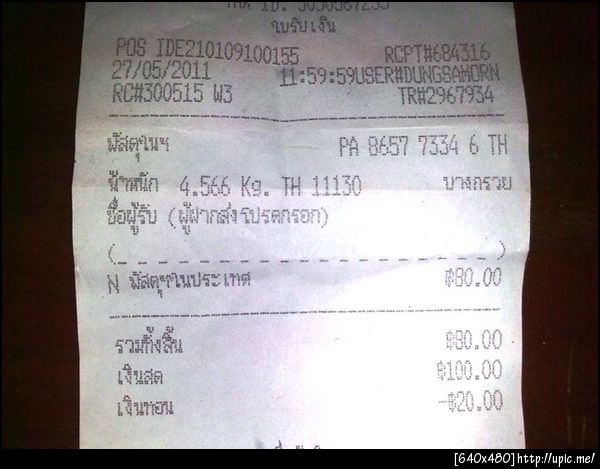 TAX ID. 3030387233
ใบรับเงิน
POS IDE210109100155 RCPT#684316
27/05/2011 11:59:59USER#DUNGSAMORN
RC#300515 W3 TR#2967934
พัสดุในฯ PA 8657 7334 6 TH
น้ำหนัก 4.566 Kg. TH 11130 บางกรวย
ชื่อผู้รับ (ผู้ฝากส่งโปรดกรอก)
( )
N พัสดุฯในประเทศ ฿80.00
รวมทั้งสิ้น ฿80.00
เงินสด ฿100.00
เงินทอน -฿20.00
[640x480]http://upic.me/